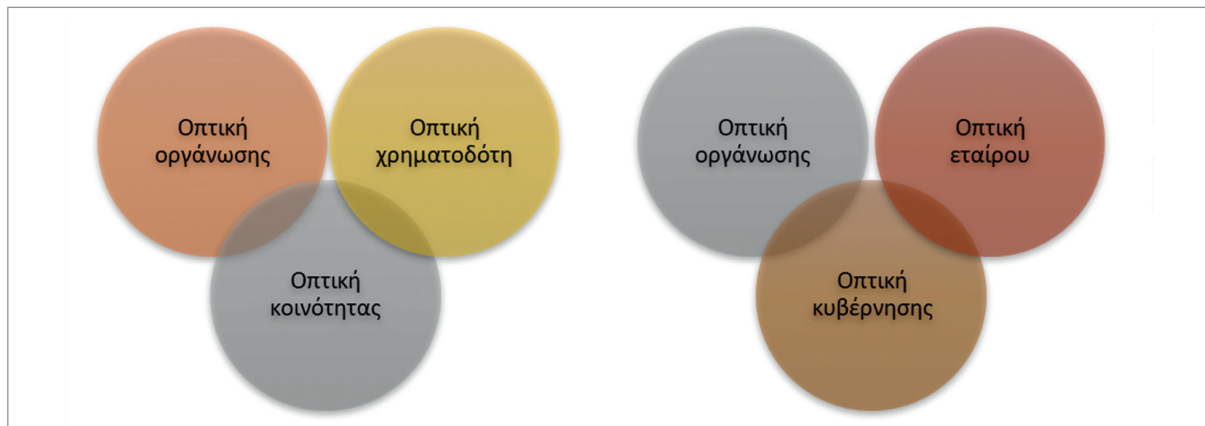 Οπτική
οργάνωσης
Οπτική
χρηματοδότη
Οπτική
κοινότητας
Οπτική
οργάνωσης
Οπτική
εταίρου
Οπτική
κυβέρνησης